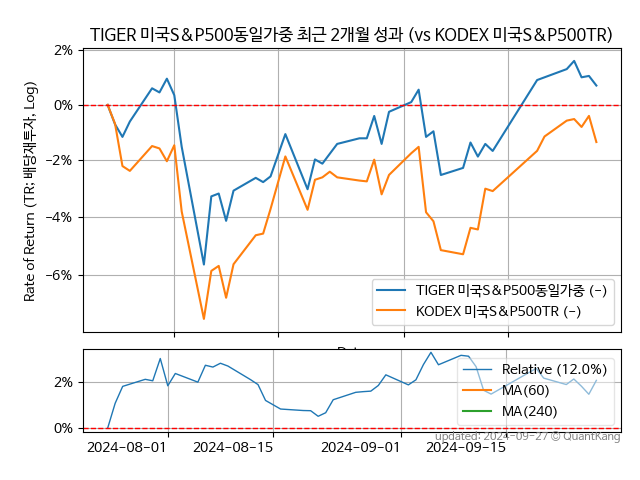 TIGER 미국S&P500동일가중 최근 2개월 성과 (vs KODEX 미국S&P500TR)
Rate of Return (TR: 배당재투자, Log)
2%
0%
−2%
−4%
−6%
TIGER 미국S&P500동일가중 (-)
KODEX 미국S&P500TR (-)
2%
0%
Relative (12.0%)
MA(60)
MA(240)
2024-08-01 2024-08-15 2024-09-01 2024-09-15
updated: 2024-09-27 © QuantKang